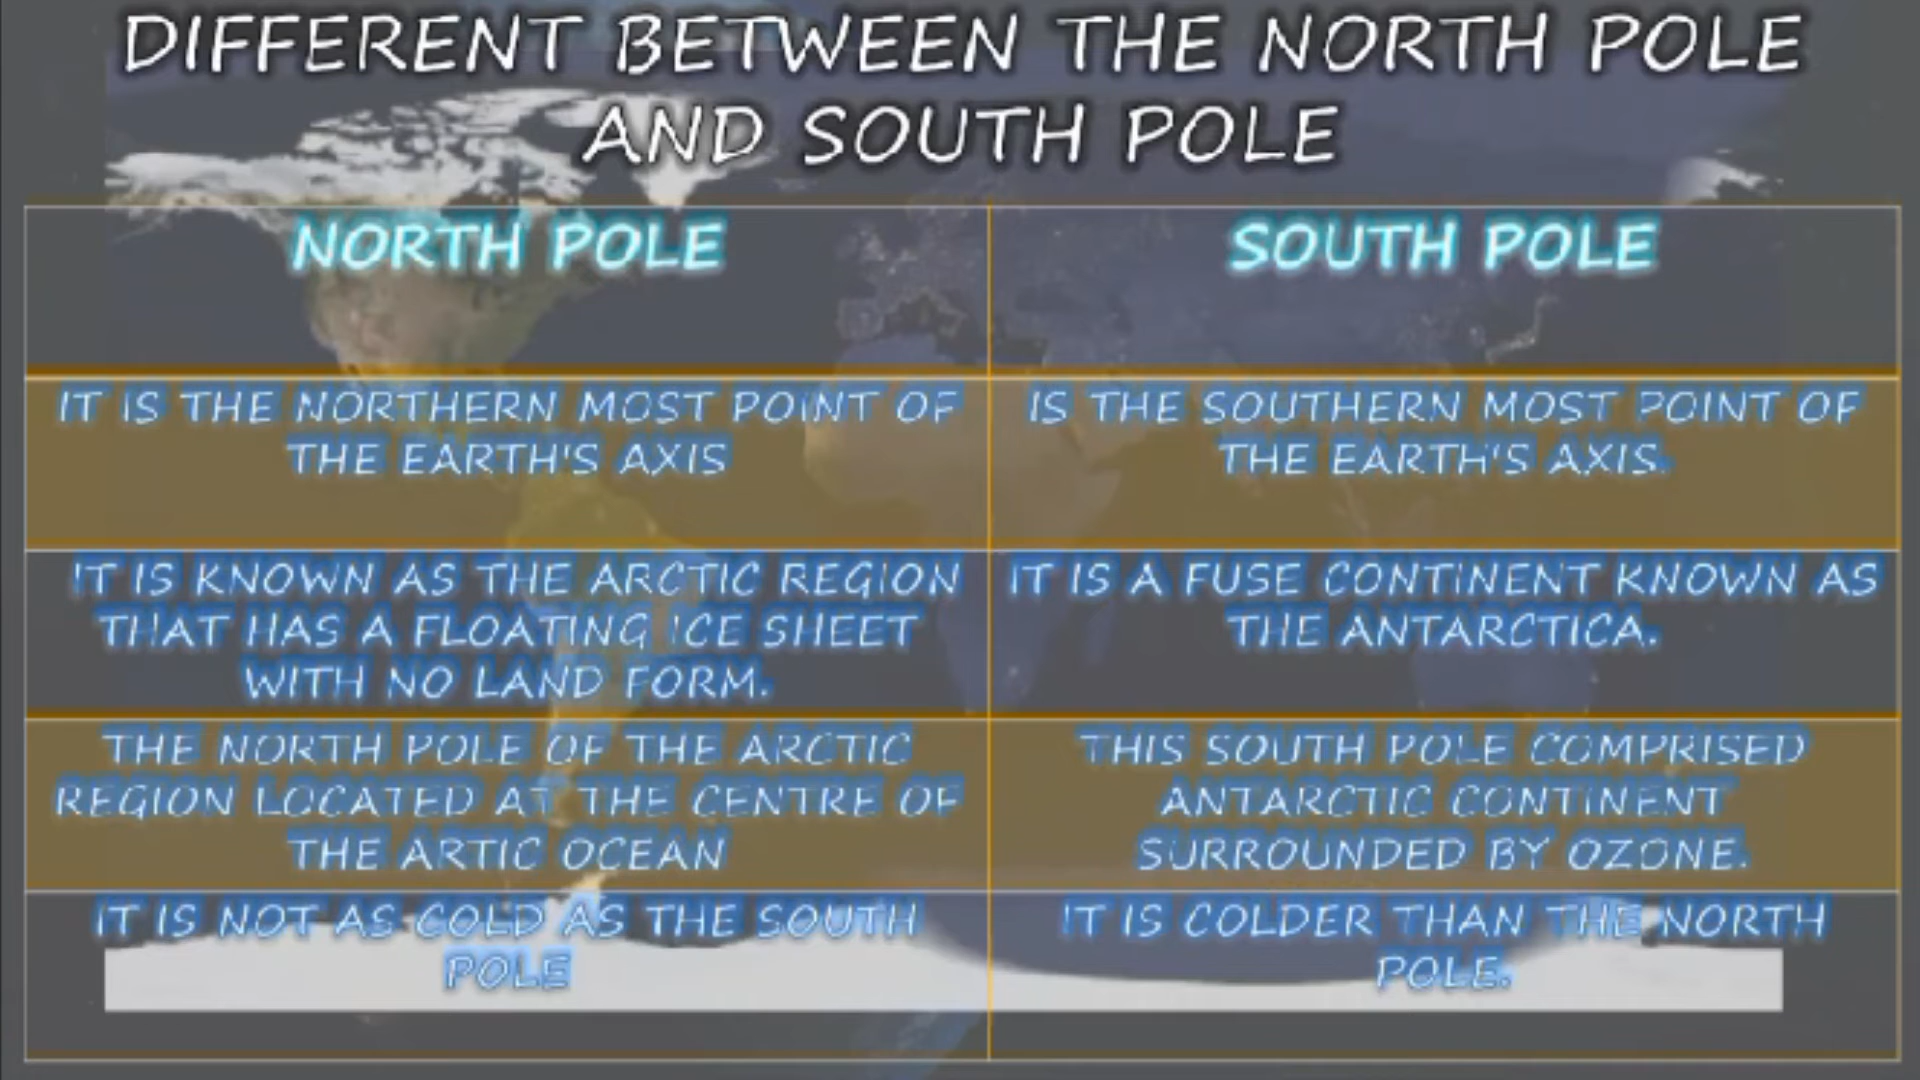 DIFFERENT BETWEEN THE NORTH POLE
AND SOUTH POLE
NORTH POLE
SOUTH POLE
IT IS THE NORTHERN MOST POINT OF
THE EARTH'S AXIS
IS THE SOUTHERN MOST POINT OF
THE EARTH'S AXIS.
IT IS KNOWN AS THE ARCTIC REGION
THAT HAS A FLOATING ICE SHEET
WITH NO LAND FORM.
IT IS A FUSE CONTINENT KNOWN AS
THE ANTARCTICA.
THE NORTH POLE OF THE ARCTIC
REGION LOCATED AT THE CENTRE OF
THE ARTIC OCEAN
THIS SOUTH POLE COMPRISED
ANTARCTIC CONTINENT
SURROUNDED BY OZONE.
IT IS NOT AS COLD AS THE SOUTH
POLE
IT IS COLDER THAN THE NORTH
POLE.